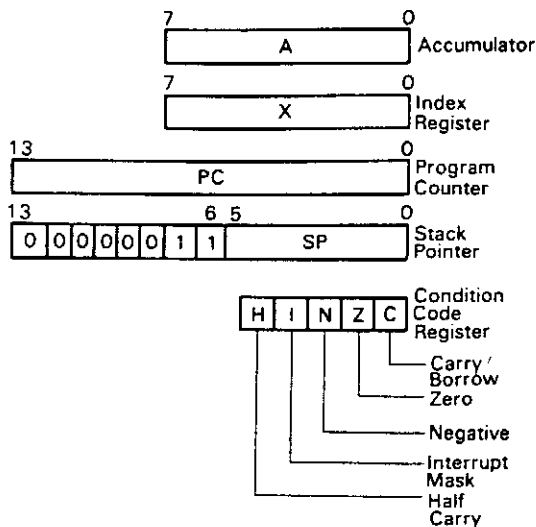 7 0
A Accumulator
7 0
X Index
Register
13 0
PC Program
Counter
13 6 5 0
0 0 0 0 0 0 1 1 SP Stack
Pointer
Condition
Code
Register
H I N Z C
Carry/
Borrow
Zero
Negative
Interrupt
Mask
Half
Carry